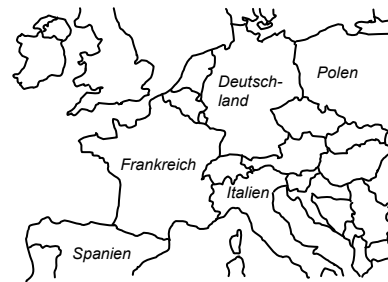 Deutsch-
land
Polen
Frankreich
Italien
Spanien